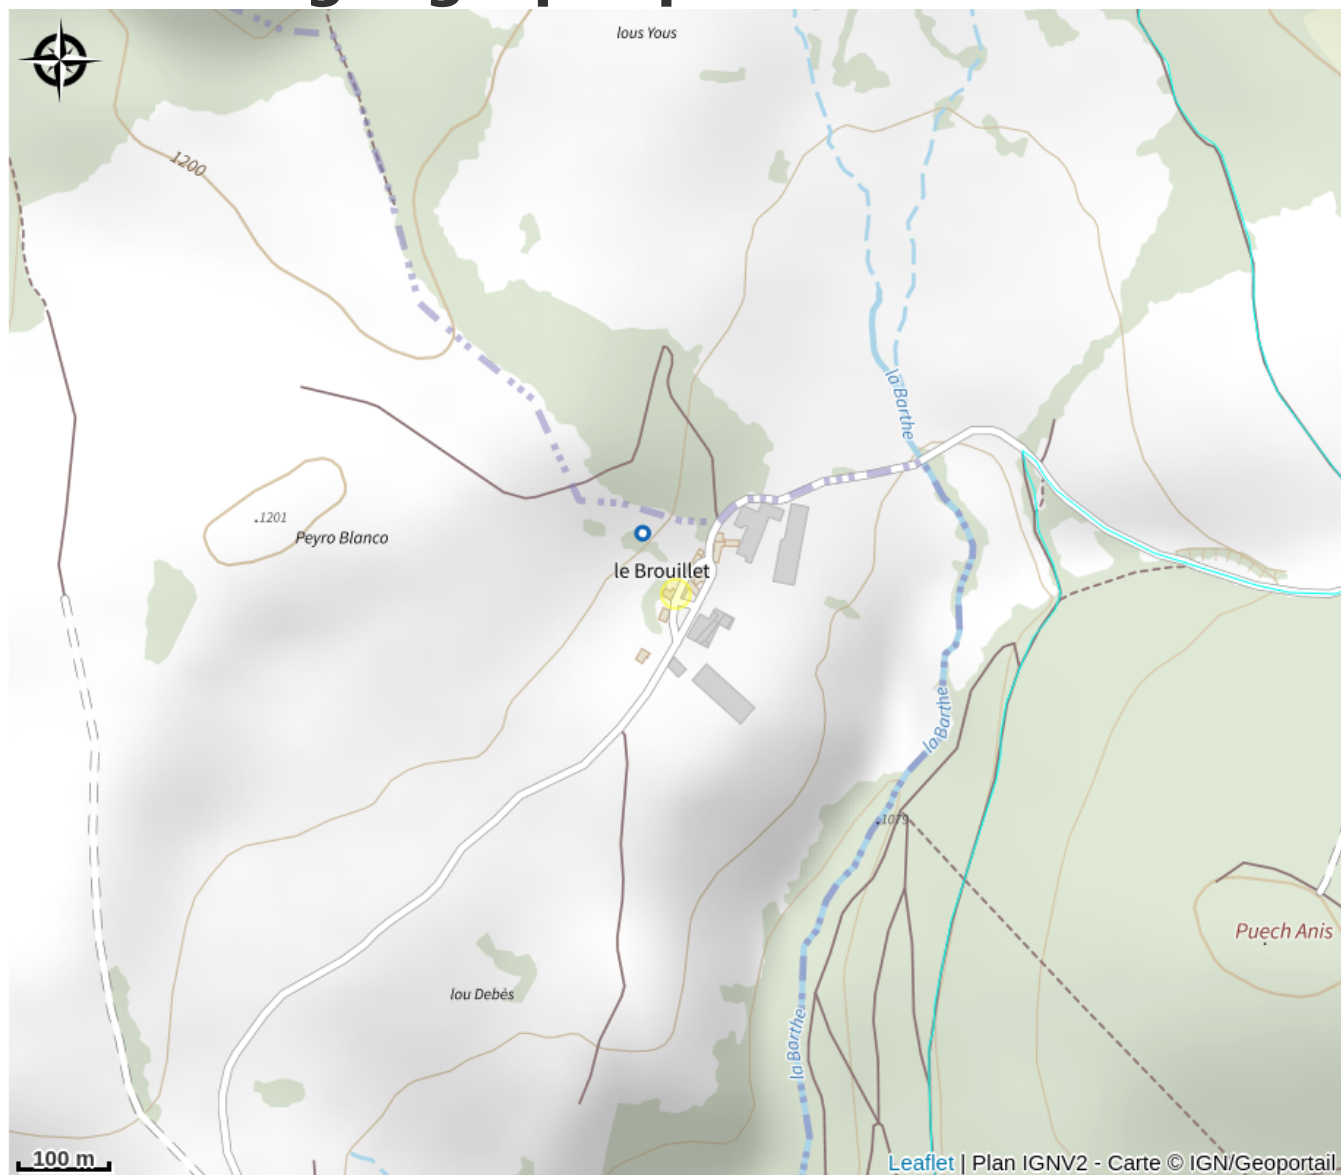 lous Yous
1200
la Barthe
1201
Peyro Blanco
le Brouillet
la Barthe
1079
Puech Anis
lou Debès
la Barthe
100 m
Leaflet | Plan IGNV2 - Carte © IGN/Geoportail